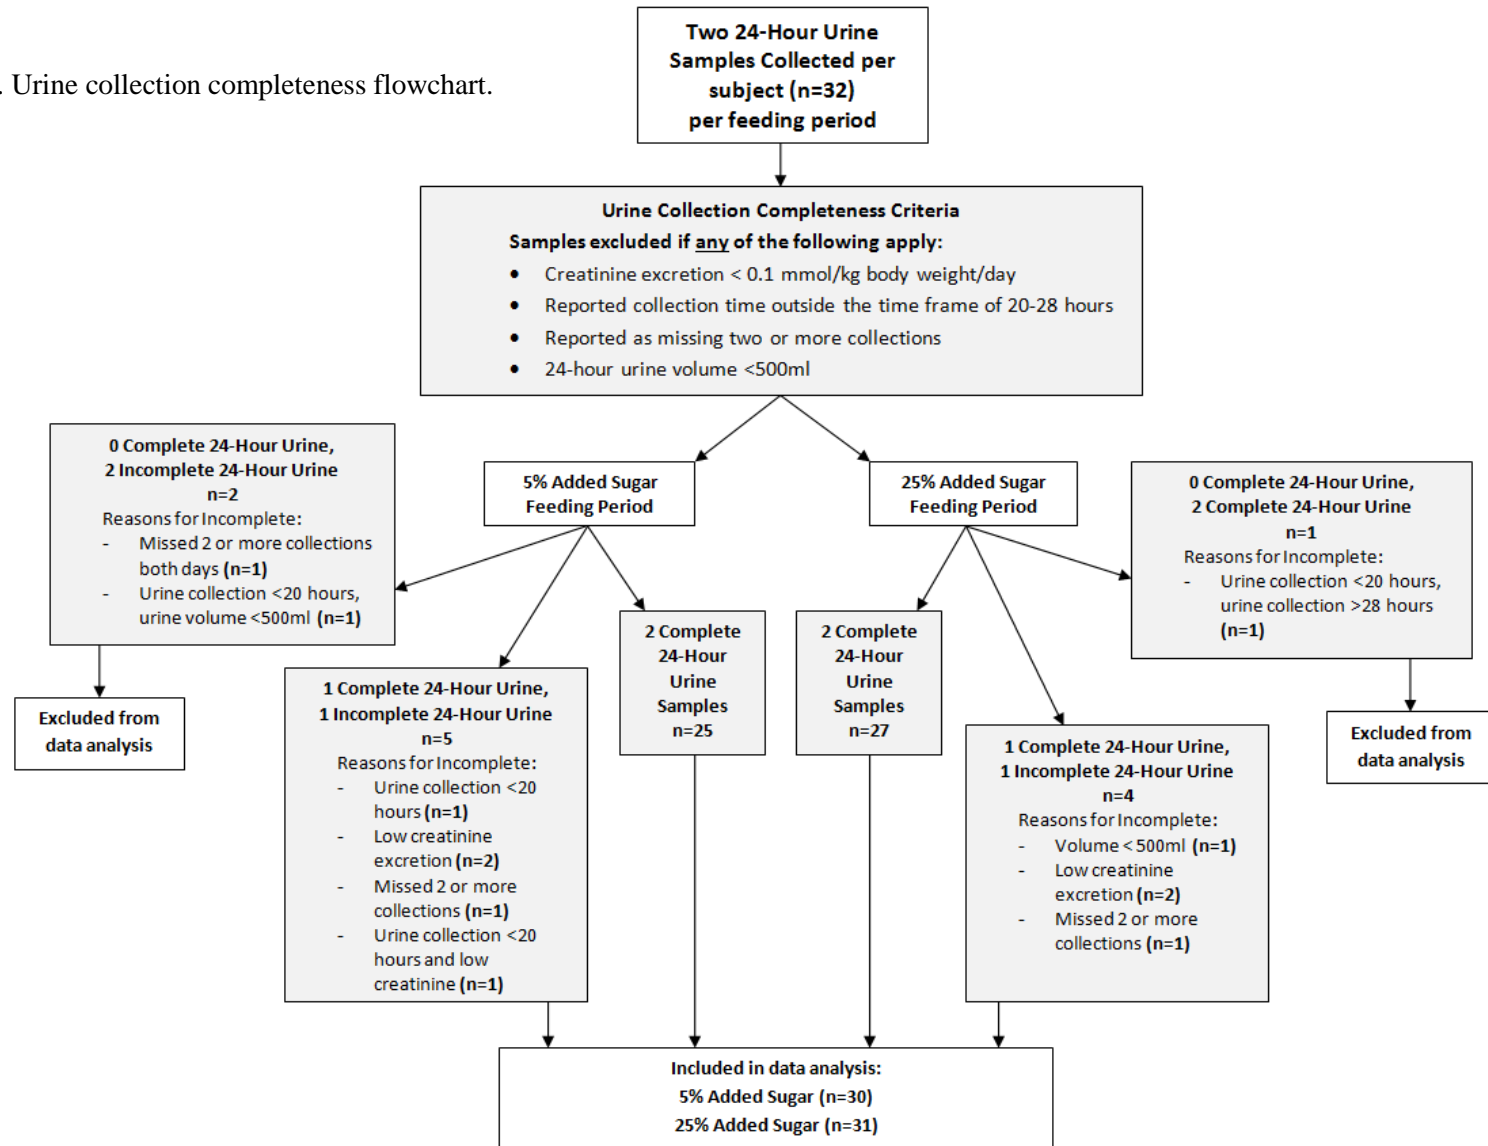 . Urine collection completeness flowchart.
Two 24-Hour Urine
Samples Collected per
subject (n=32)
per feeding period
Urine Collection Completeness Criteria
Samples excluded if any of the following apply:
• Creatinine excretion < 0.1 mmol/kg body weight/day
• Reported collection time outside the time frame of 20-28 hours
• Reported as missing two or more collections
• 24-hour urine volume <500ml
0 Complete 24-Hour Urine,
2 Incomplete 24-Hour Urine
n=2
Reasons for Incomplete:
- Missed 2 or more collections
both days (n=1)
- Urine collection <20 hours,
urine volume <500ml (n=1)
5% Added Sugar
Feeding Period
25% Added Sugar
Feeding Period
0 Complete 24-Hour Urine,
2 Complete 24-Hour Urine
n=1
Reasons for Incomplete:
- Urine collection <20 hours,
urine collection >28 hours
(n=1)
Excluded from
data analysis
1 Complete 24-Hour Urine,
1 Incomplete 24-Hour Urine
n=5
Reasons for Incomplete:
- Urine collection <20
hours (n=1)
- Low creatinine
excretion (n=2)
- Missed 2 or more
collections (n=1)
- Urine collection <20
hours and low
creatinine (n=1)
2 Complete
24-Hour
Urine
Samples
n=25
2 Complete
24-Hour
Urine
Samples
n=27
1 Complete 24-Hour Urine,
1 Incomplete 24-Hour Urine
n=4
Reasons for Incomplete:
- Volume < 500ml (n=1)
- Low creatinine
excretion (n=2)
- Missed 2 or more
collections (n=1)
Excluded from
data analysis
Included in data analysis:
5% Added Sugar (n=30)
25% Added Sugar (n=31)